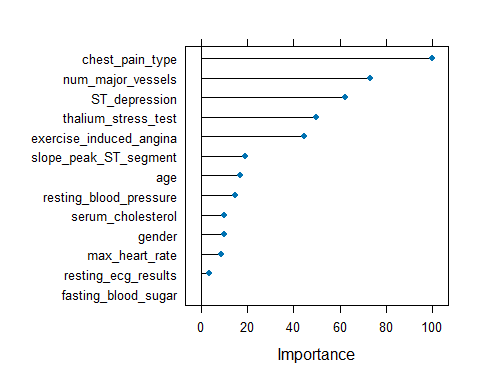 chest_pain_type
num_major_vessels
ST_depression
thalium_stress_test
exercise_induced_angina
slope_peak_ST_segment
age
resting_blood_pressure
serum_cholesterol
gender
max_heart_rate
resting_ecg_results
fasting_blood_sugar
0 20 40 60 80 100
Importance